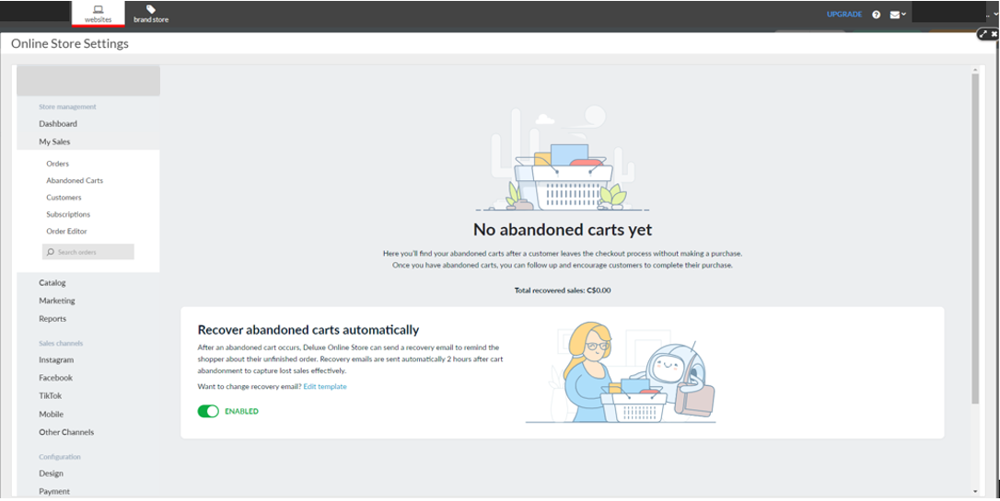 websites
brand store
UPGRADE
Online Store Settings
Store management
Dashboard
My Sales
Orders
Abandoned Carts
Customers
Subscriptions
Order Editor
Search orders
Catalog
Marketing
Reports
Sales channels
Instagram
Facebook
TikTok
Mobile
Other Channels
Configuration
Design
Payment
No abandoned carts yet
Here you'll find your abandoned carts after a customer leaves the checkout process without making a purchase.
Once you have abandoned carts, you can follow up and encourage customers to complete their purchase.
Total recovered sales: C$0.00
Recover abandoned carts automatically
After an abandoned cart occurs, Deluxe Online Store can send a recovery email to remind the
shopper about their unfinished order. Recovery emails are sent automatically 2 hours after cart
abandonment to capture lost sales effectively.
Want to change recovery email? Edit template
ENABLED